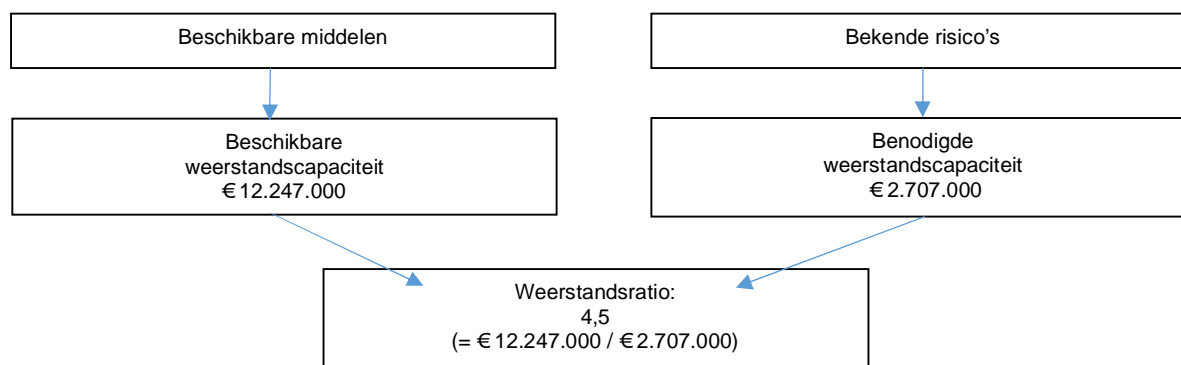 Beschikbare middelen
Bekende risico's
Beschikbare
weerstandscapaciteit
€ 12.247.000
Benodigde
weerstandscapaciteit
€ 2.707.000
Weerstandsratio:
4,5
(= € 12.247.000 / € 2.707.000)